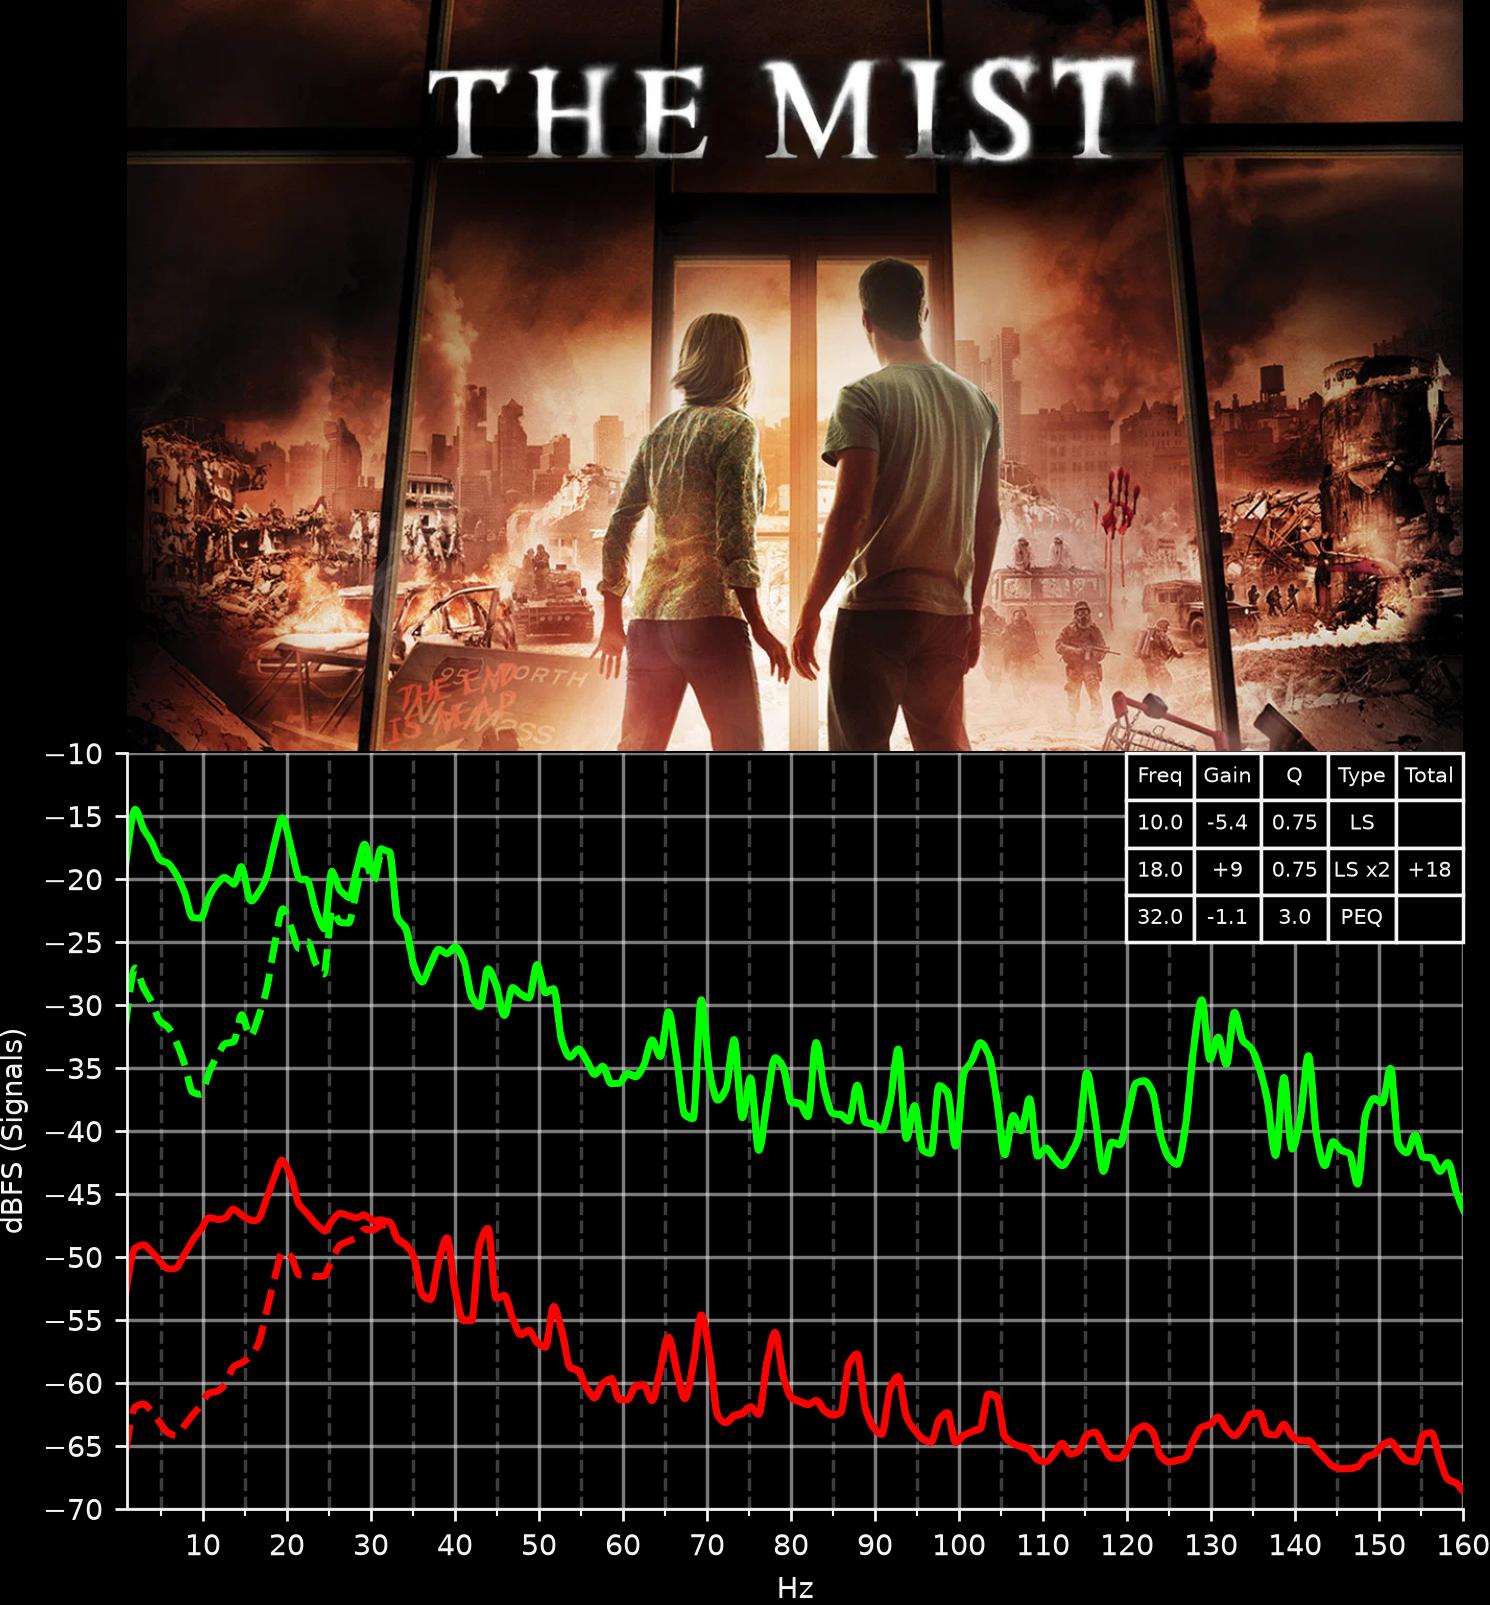 THE MIST
95 NORTH
THE END
IS NEAR
−10
−15
−20
−25
−30
−35
−40
−45
−50
−55
−60
−65
−70
dBFS (Signals)
Freq Gain Q Type Total
10.0 -5.4 0.75 LS
18.0 +9 0.75 LS x2 +18
32.0 -1.1 3.0 PEQ
10 20 30 40 50 60 70 80 90 100 110 120 130 140 150 160
Hz